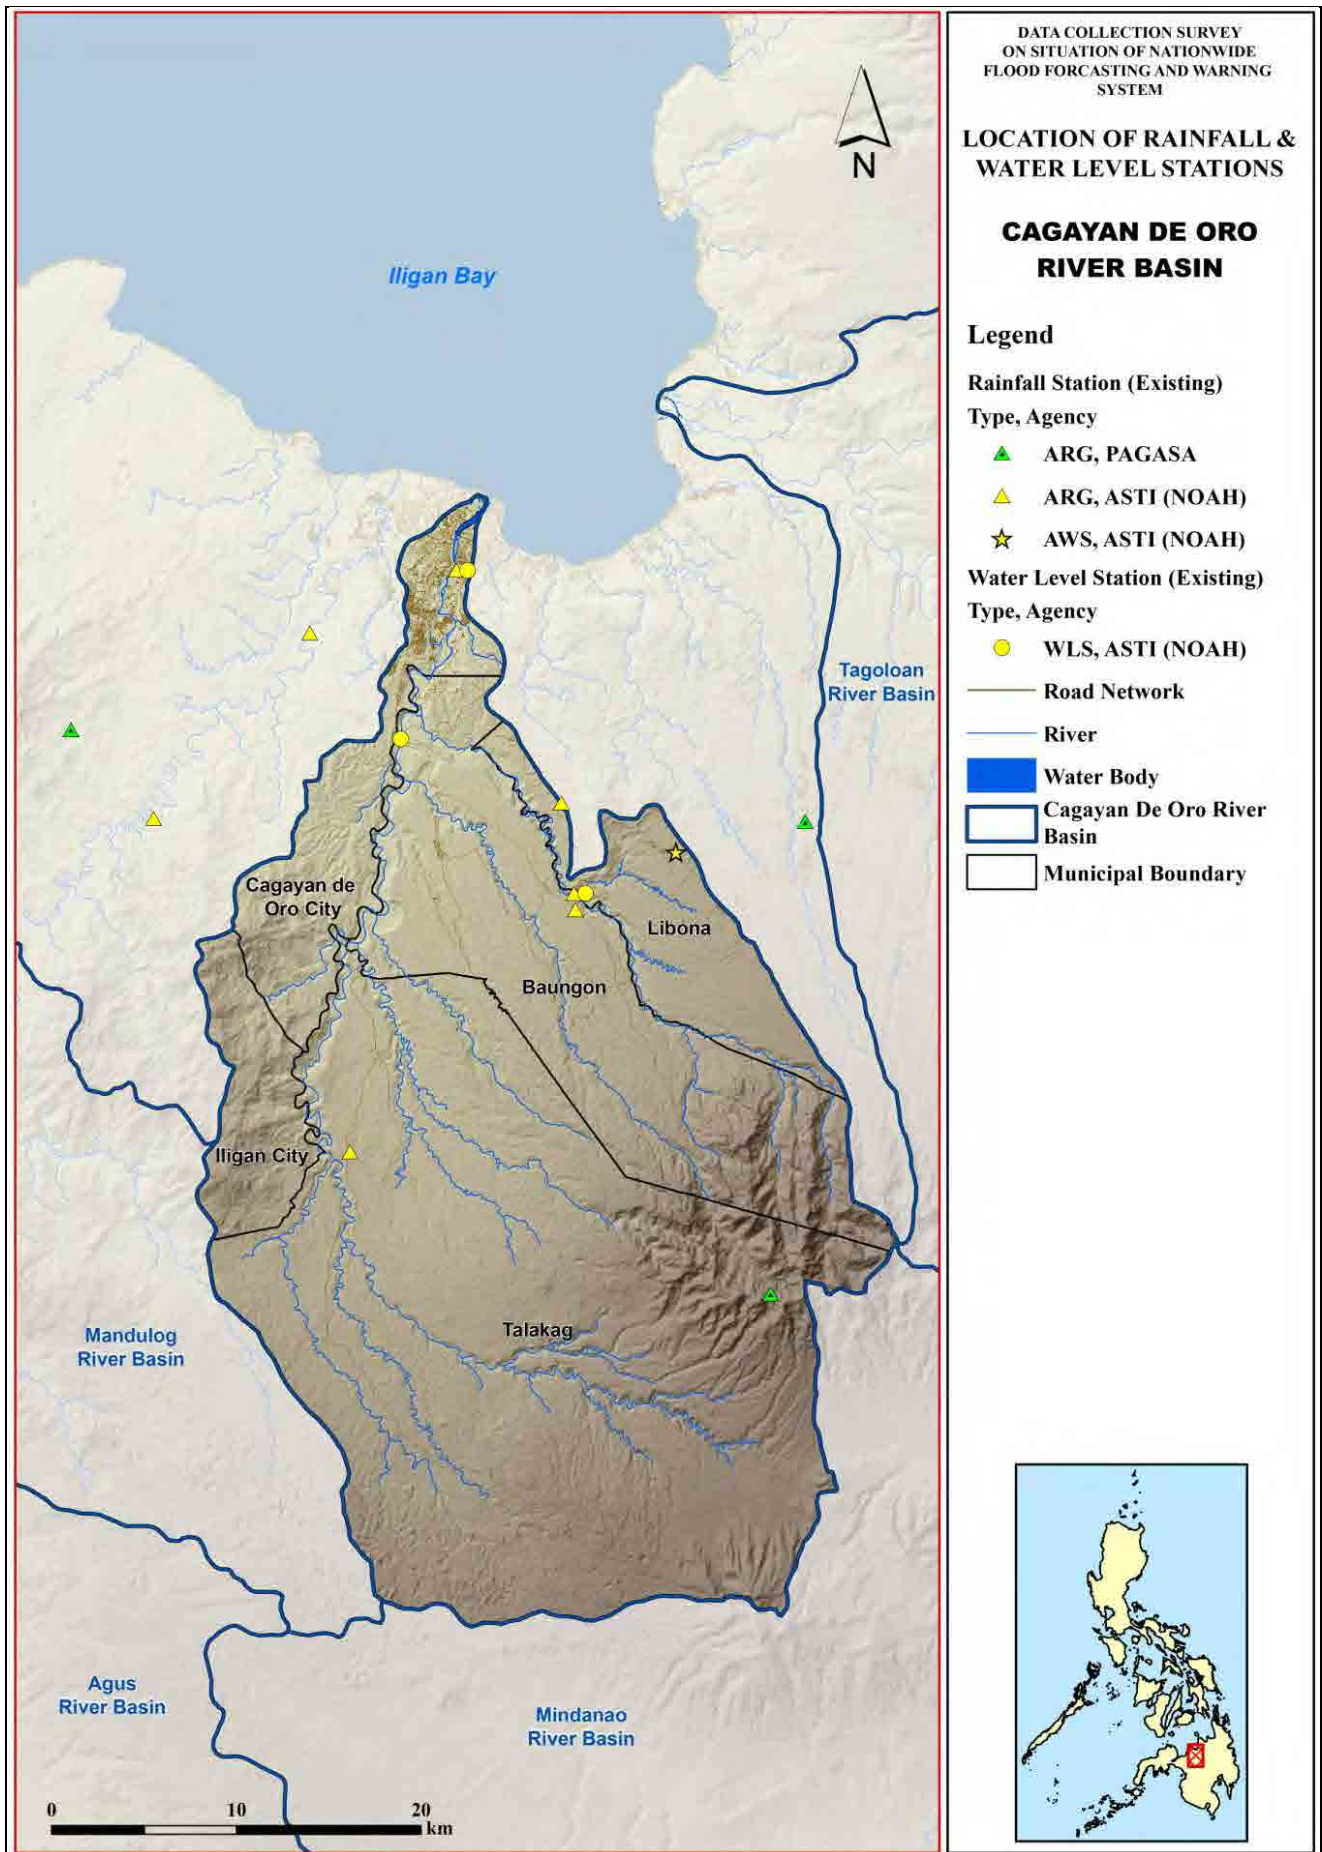 DATA COLLECTION SURVEY
ON SITUATION OF NATIONWIDE
FLOOD FORCASTING AND WARNING
SYSTEM
LOCATION OF RAINFALL &
WATER LEVEL STATIONS
CAGAYAN DE ORO
RIVER BASIN
Legend
Rainfall Station (Existing)
Type, Agency
ARG, PAGASA
ARG, ASTI (NOAH)
AWS, ASTI (NOAH)
Water Level Station (Existing)
Type, Agency
WLS, ASTI (NOAH)
Road Network
River
Water Body
Cagayan De Oro River
Basin
Municipal Boundary
N
Iligan Bay
Tagoloan
River Basin
Cagayan de
Oro City
Libona
Baungon
Iligan City
Talakag
Mandulog
River Basin
Agus
River Basin
Mindanao
River Basin
0 10 20
km